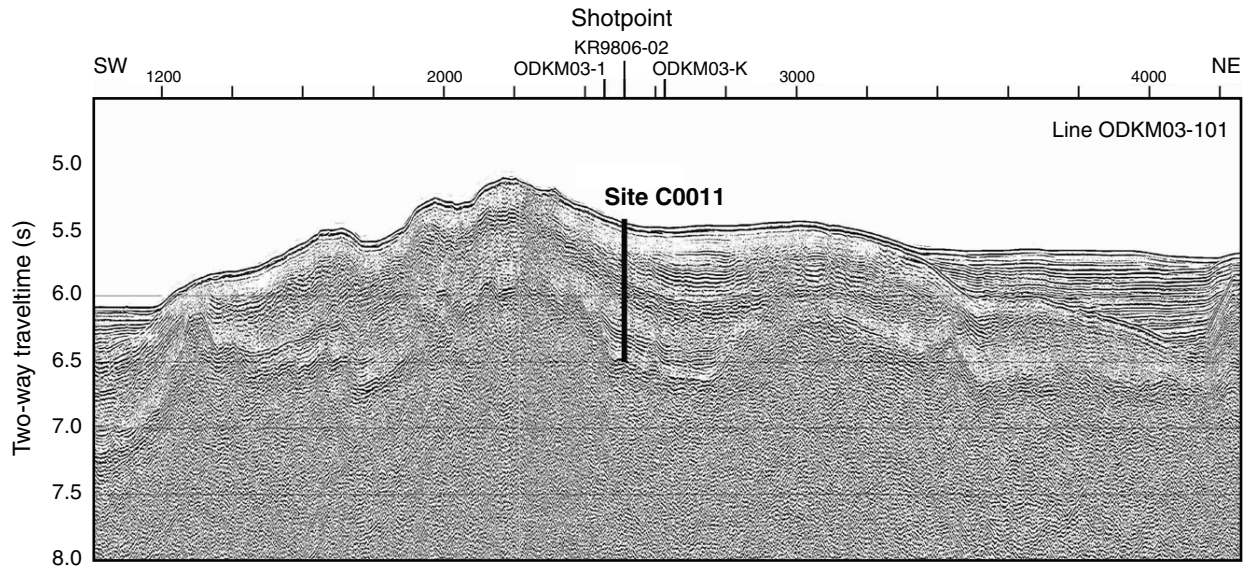 Shotpoint
KR9806-02
SW 1200 2000 ODKM03-1 ODKM03-K 3000 4000 NE
Line ODKM03-101
Two-way traveltime (s)
5.0
Site C0011
5.5
6.0
6.5
7.0
7.5
8.0